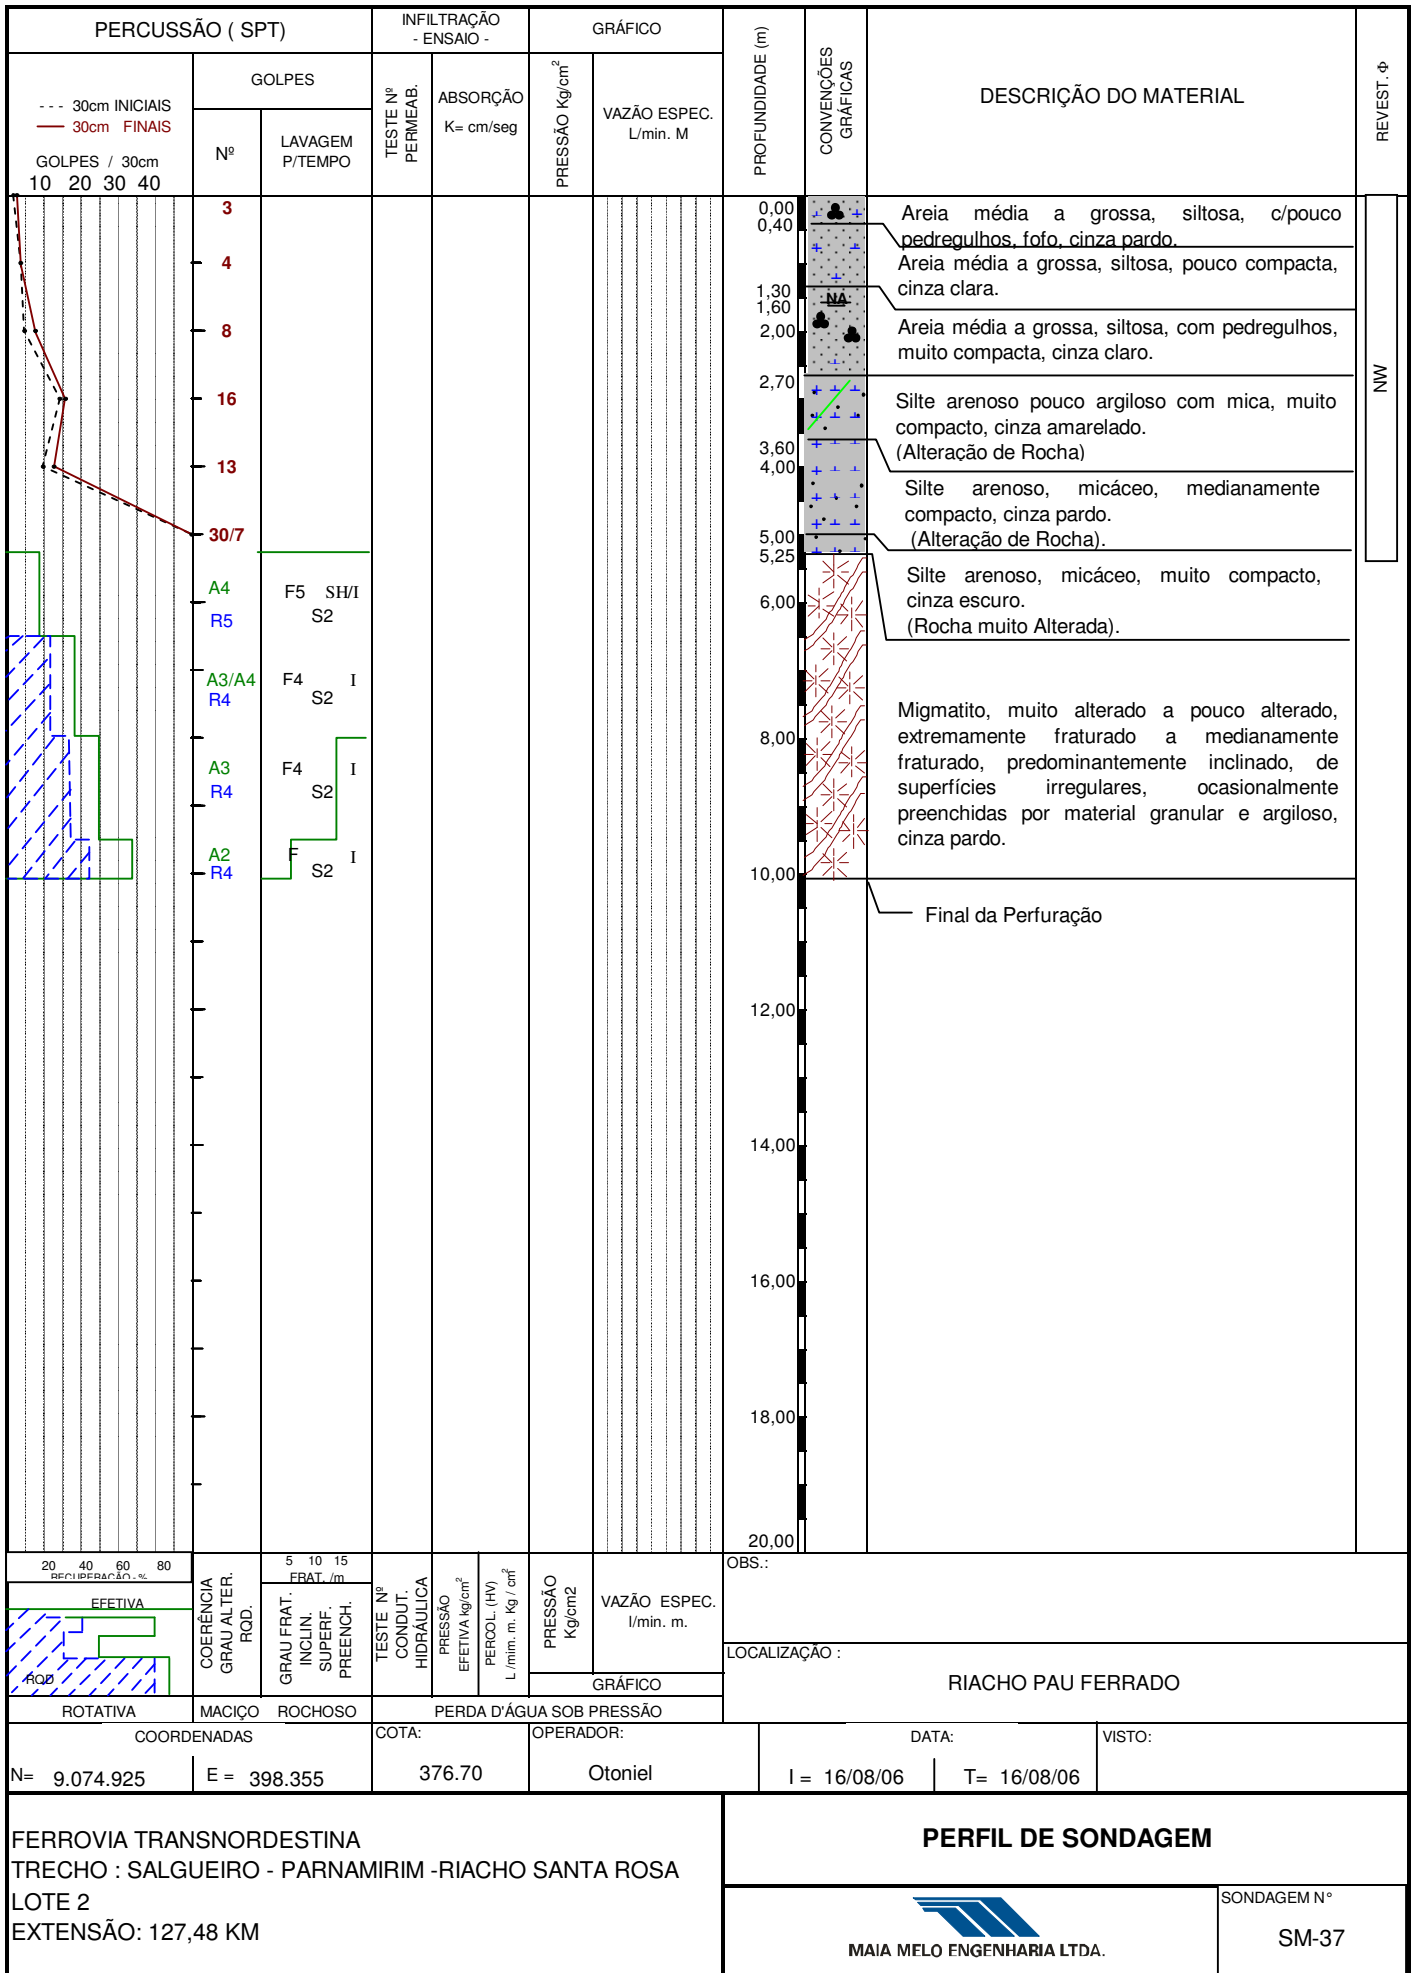 PERCUSSÃO ( SPT)
INFILTRAÇÃO
- ENSAIO -
GRÁFICO
PROFUNDIDADE (m)
CONVENÇÕES
GRÁFICAS
DESCRIÇÃO DO MATERIAL
REVEST. Φ
- - - 30cm INICIAIS
30cm FINAIS
GOLPES / 30cm
10 20 30 40
GOLPES
Nº
LAVAGEM
P/TEMPO
TESTE Nº
PERMEAB.
ABSORÇÃO
K= cm/seg
PRESSÃO Kg/cm²
VAZÃO ESPEC.
L/min. M
3
4
8
16
13
30/7
A4
R5
F5 SH/I
S2
A3/A4
R4
F4 I
S2
A3
R4
F4 I
S2
A2
R4
F I
S2
0,00
0,40
1,30
1,60
2,00
2,70
3,60
4,00
5,00
5,25
6,00
8,00
10,00
12,00
14,00
16,00
18,00
20,00
NA
Areia média a grossa, siltosa, c/pouco
pedregulhos, fofo, cinza pardo.
Areia média a grossa, siltosa, pouco compacta,
cinza clara.
Areia média a grossa, siltosa, com pedregulhos,
muito compacta, cinza claro.
Silte arenoso pouco argiloso com mica, muito
compacto, cinza amarelado.
(Alteração de Rocha)
Silte arenoso, micáceo, medianamente
compacto, cinza pardo.
(Alteração de Rocha).
Silte arenoso, micáceo, muito compacto,
cinza escuro.
(Rocha muito Alterada).
Migmatito, muito alterado a pouco alterado,
extremamente fraturado a medianamente
fraturado, predominantemente inclinado, de
superfícies irregulares, ocasionalmente
preenchidas por material granular e argiloso,
cinza pardo.
Final da Perfuração
NW
20 40 60 80
RECUPERAÇÃO - %
EFETIVA
RQD
ROTATIVA
COERÊNCIA
GRAU ALTER.
RQD.
5 10 15
FRAT. /m
GRAU FRAT.
INCLIN.
SUPERF.
PREENCH.
MACIÇO ROCHOSO
TESTE Nº
CONDUT.
HIDRÁULICA
PRESSÃO
EFETIVA kg/cm²
PERCOL. (HV)
L /mim. m. Kg / cm²
PRESSÃO
Kg/cm2
VAZÃO ESPEC.
l/min. m.
GRÁFICO
PERDA D'ÁGUA SOB PRESSÃO
OBS.:
LOCALIZAÇÃO :
RIACHO PAU FERRADO
COORDENADAS
N= 9.074.925
E = 398.355
COTA:
376.70
OPERADOR:
Otoniel
DATA:
I = 16/08/06
T= 16/08/06
VISTO:
FERROVIA TRANSNORDESTINA
TRECHO : SALGUEIRO - PARNAMIRIM -RIACHO SANTA ROSA
LOTE 2
EXTENSÃO: 127,48 KM
PERFIL DE SONDAGEM
MAIA MELO ENGENHARIA LTDA.
SONDAGEM N°
SM-37